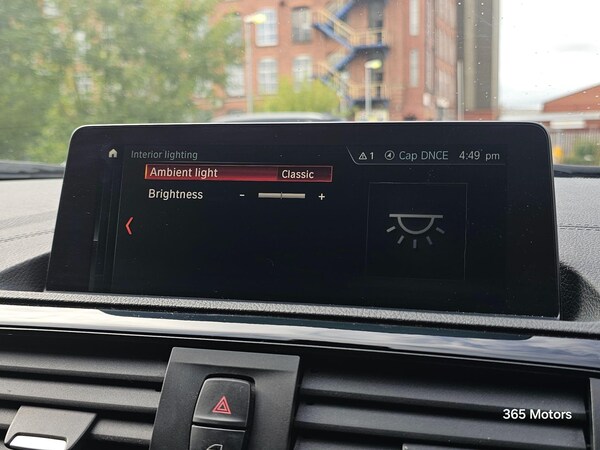 Interior lighting
1 Cap DNCE 4:49 pm
Ambient light Classic
Brightness - +
365 Motors